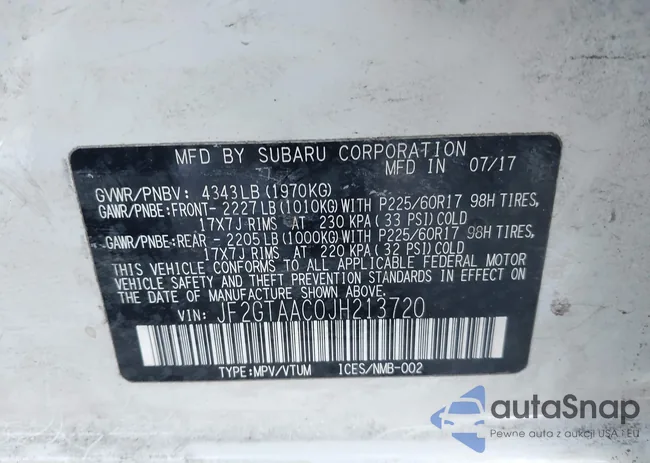 MFD BY SUBARU CORPORATION
MFD IN 07/17
GVWR/PNBV: 4343LB (1970KG)
GAWR/PNBE:FRONT- 2227LB (1010KG)WITH P225/60R17 98H TIRES,
17X7J RIMS AT 230 KPA (33 PSI)COLD
GAWR/PNBE:REAR - 2205LB (1000KG)WITH P225/60R17 98H TIRES,
17X7J RIMS AT 220 KPA (32 PSI)COLD
THIS VEHICLE CONFORMS TO ALL APPLICABLE FEDERAL MOTOR
VEHICLE SAFETY AND THEFT PREVENTION STANDARDS IN EFFECT ON
THE DATE OF MANUFACTURE SHOWN ABOVE.
VIN: JF2GTAAC0JH213720
TYPE:MPV/VTUM ICES/NMB-002
autaSnap
Pewne auta z aukcji USA i EU